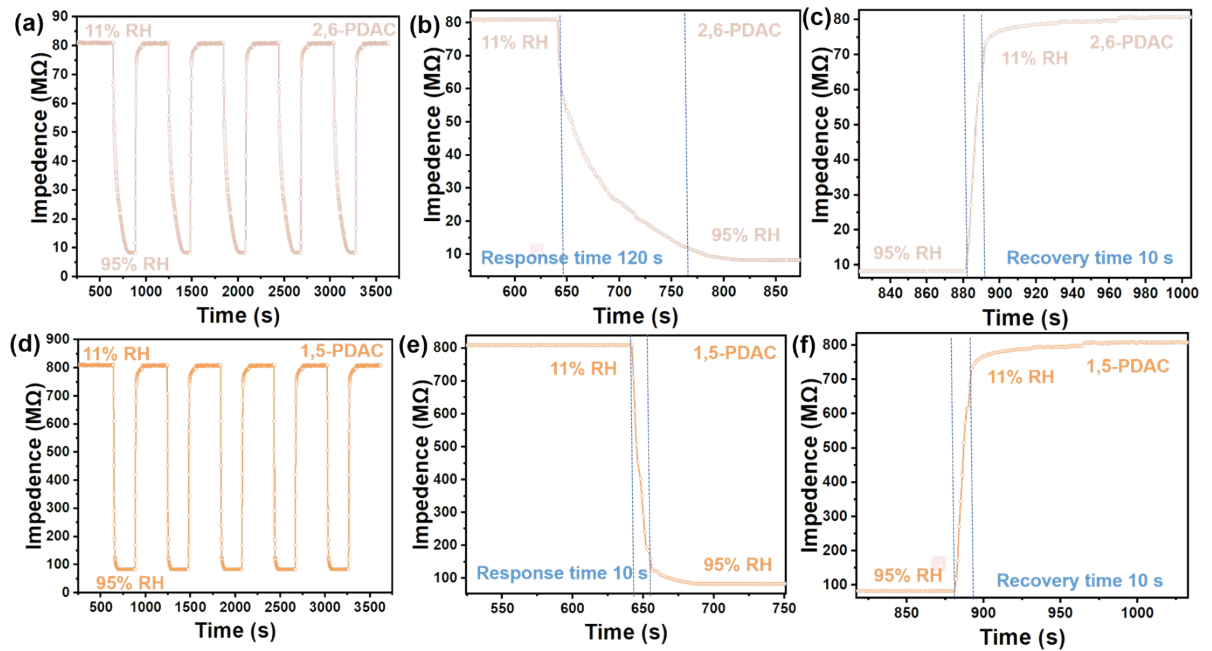 (a)
11% RH
2,6-PDAC
95% RH
Impedence (MΩ)
90
80
70
60
50
40
30
20
10
0
500 1000 1500 2000 2500 3000 3500
Time (s)
(b)
11% RH
2,6-PDAC
95% RH
Response time 120 s
Impedence (MΩ)
80
70
60
50
40
30
20
10
600 650 700 750 800 850
Time (s)
(c)
2,6-PDAC
11% RH
95% RH
Recovery time 10 s
Impedence (MΩ)
80
70
60
50
40
30
20
10
840 860 880 890 920 940 960 980 1000
Time (s)
(d)
11% RH
1,5-PDAC
95% RH
Impedence (MΩ)
900
800
700
600
500
400
300
200
100
0
500 1000 1500 2000 2500 3000 3500
Time (s)
(e)
1,5-PDAC
11% RH
95% RH
Response time 10 s
Impedence (MΩ)
800
700
600
500
400
300
200
100
550 600 650 700 750
Time (s)
(f)
1,5-PDAC
11% RH
95% RH
Recovery time 10 s
Impedence (MΩ)
800
700
600
500
400
300
200
100
850 900 950 1000
Time (s)